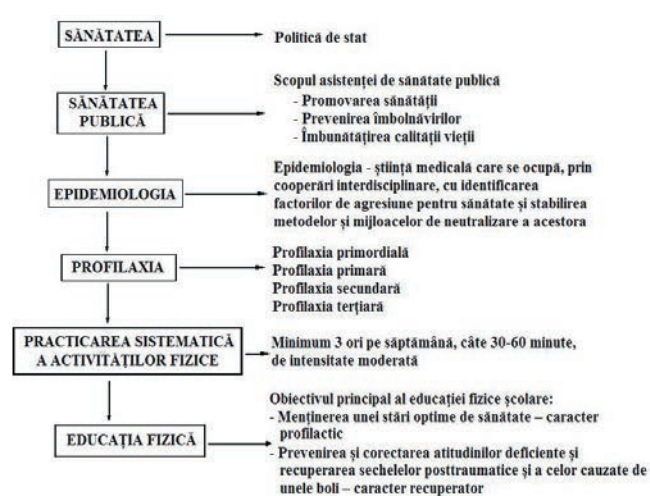 SĂNĂTATEA
Politică de stat
SĂNĂTATEA
PUBLICĂ
Scopul asistenței de sănătate publică
- Promovarea sănătății
- Prevenirea îmbolnăvirilor
- Îmbunătățirea calității vieții
EPIDEMIOLOGIA
Epidemiologia - știință medicală care se ocupă, prin
cooperări interdisciplinare, cu identificarea
factorilor de agresiune pentru sănătate și stabilirea
metodelor și mijloacelor de neutralizare a acestora
PROFILAXIA
Profilaxia primordială
Profilaxia primară
Profilaxia secundară
Profilaxia terțiară
PRACTICAREA SISTEMATICĂ
A ACTIVITĂȚILOR FIZICE
Minimum 3 ori pe săptămână, câte 30-60 minute,
de intensitate moderată
EDUCAȚIA FIZICĂ
Obiectivul principal al educației fizice școlare:
- Menținerea unei stări optime de sănătate – caracter
profilactic
- Prevenirea și corectarea atitudinilor deficiente și
recuperarea sechelelor posttraumatice și a celor cauzate de
unele boli – caracter recuperator